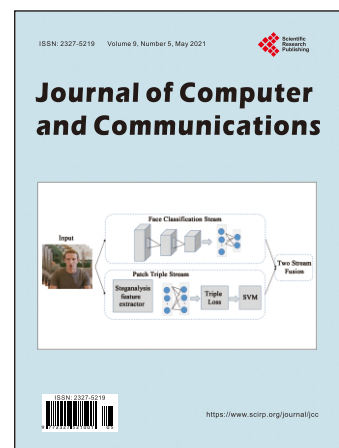 ISSN: 2327-5219 Volume 9, Number 5, May 2021
Scientific
Research
Publishing
Journal of Computer
and Communications
Face Classification Steam
Input
Two Stream
Fusion
Patch Triple Stream
Steganalysis
feature
extractor
Triple
Loss
SVM
ISSN: 2327-5219
https://www.scirp.org/journal/jcc